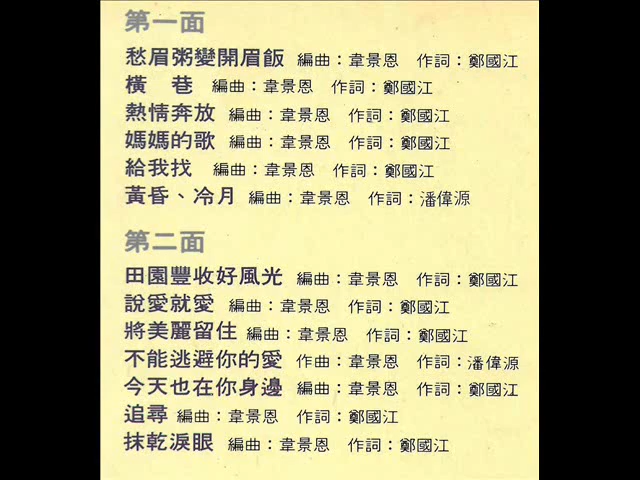 第一面
愁眉粥變開眉飯 編曲：韋景恩 作詞：鄭國江
橫 巷 編曲：韋景恩 作詞：鄭國江
熱情奔放 編曲：韋景恩 作詞：鄭國江
媽媽的歌 編曲：韋景恩 作詞：鄭國江
給我找 編曲：韋景恩 作詞：鄭國江
黃昏、冷月 編曲：韋景恩 作詞：潘偉源
第二面
田園豐收好風光 編曲：韋景恩 作詞：鄭國江
說愛就愛 編曲：韋景恩 作詞：鄭國江
將美麗留住 編曲：韋景恩 作詞：鄭國江
不能逃避你的愛 作曲：韋景恩 作詞：潘偉源
今天也在你身邊 編曲：韋景恩 作詞：鄭國江
追尋 編曲：韋景恩 作詞：鄭國江
抹乾淚眼 編曲：韋景恩 作詞：鄭國江